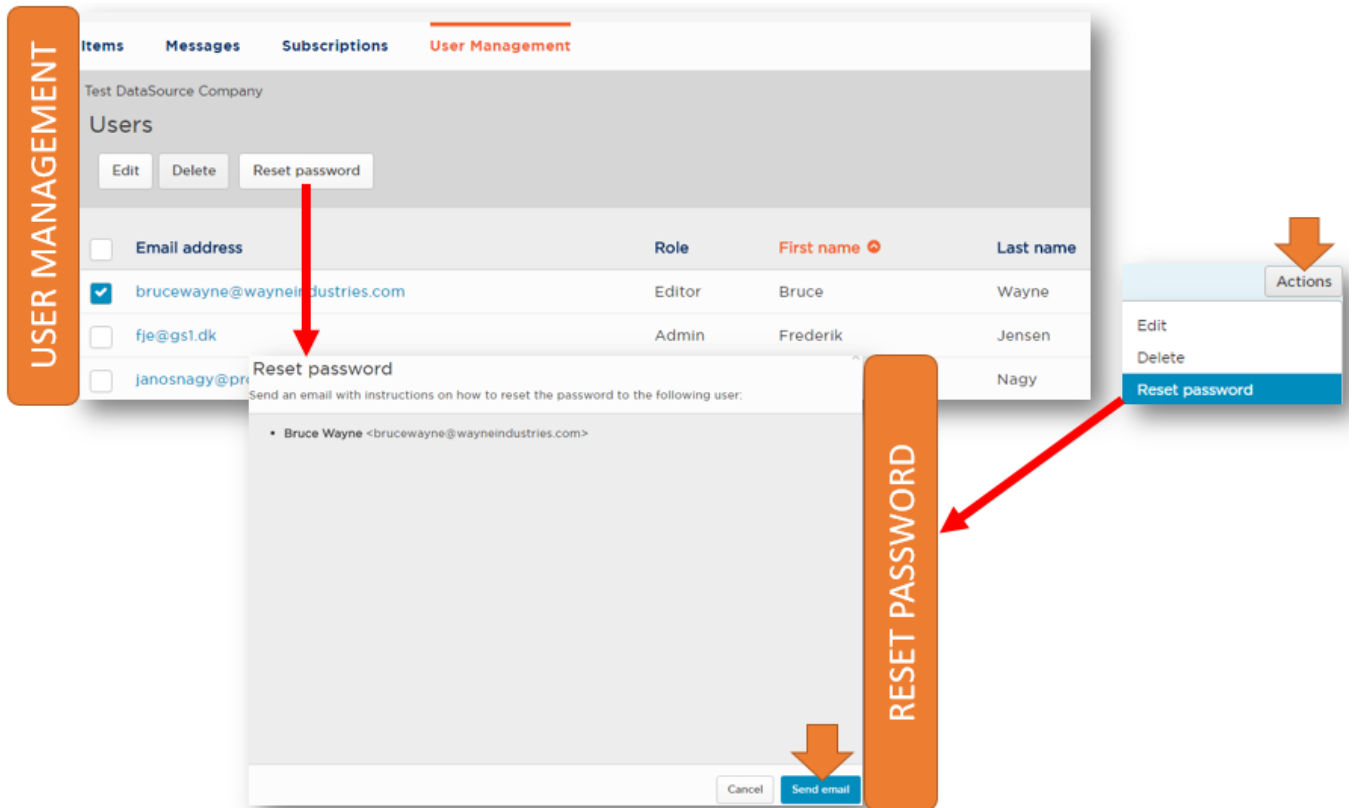 USER MANAGEMENT
Items Messages Subscriptions User Management
Test DataSource Company
Users
Edit Delete Reset password
Email address Role First name Last name
brucewayne@wayneindustries.com Editor Bruce Wayne
fje@gs1.dk Admin Frederik Jensen
janosnagy@pr Nagy
Actions
Edit
Delete
Reset password
Reset password
Send an email with instructions on how to reset the password to the following user:
• Bruce Wayne <brucewayne@wayneindustries.com>
Cancel Send email
RESET PASSWORD